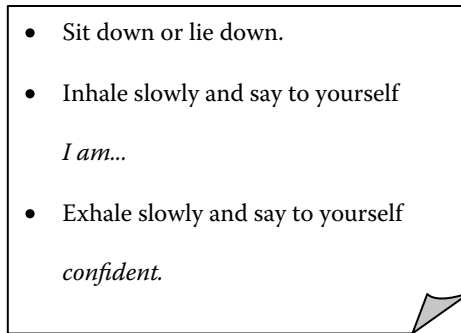 • Sit down or lie down.
• Inhale slowly and say to yourself
I am...
• Exhale slowly and say to yourself
confident.